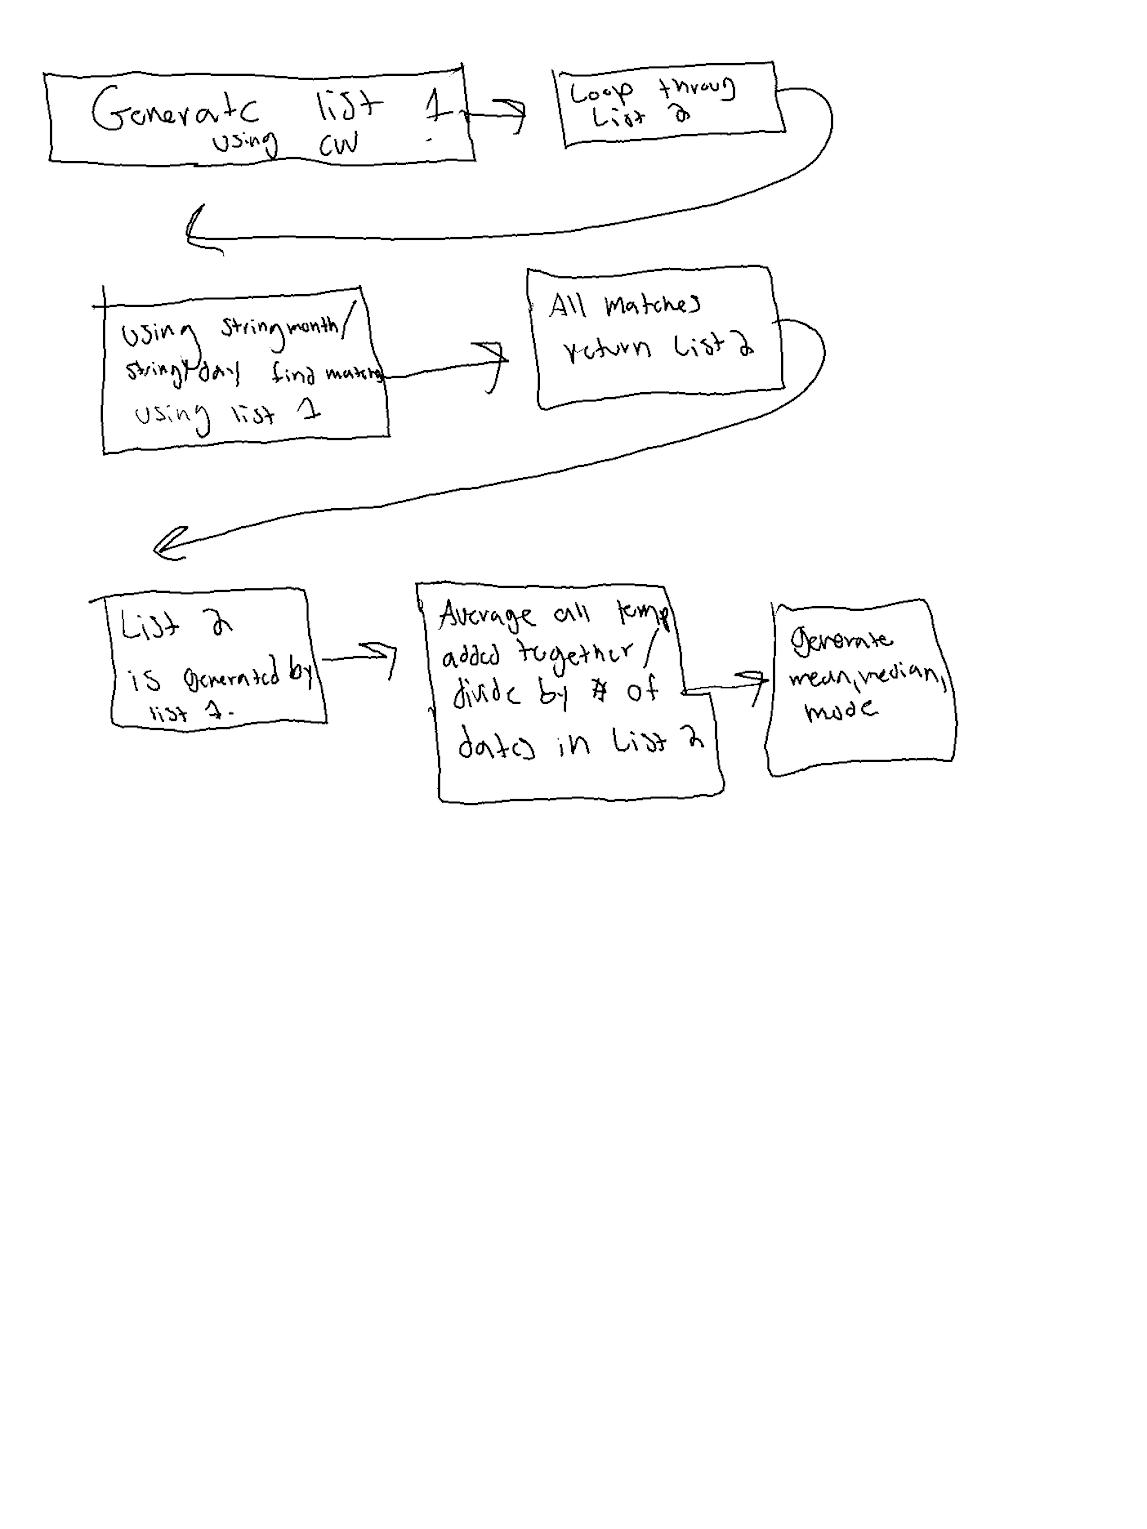 Generate list 1
using CW
Loop throug
List 2
using stringmonth/
string day find matches
using list 1
All matches
return List 2
List 2
is generated by
list 1.
Average all temp
added together/
divide by # of
dates in List 2
generate
mean, median,
mode